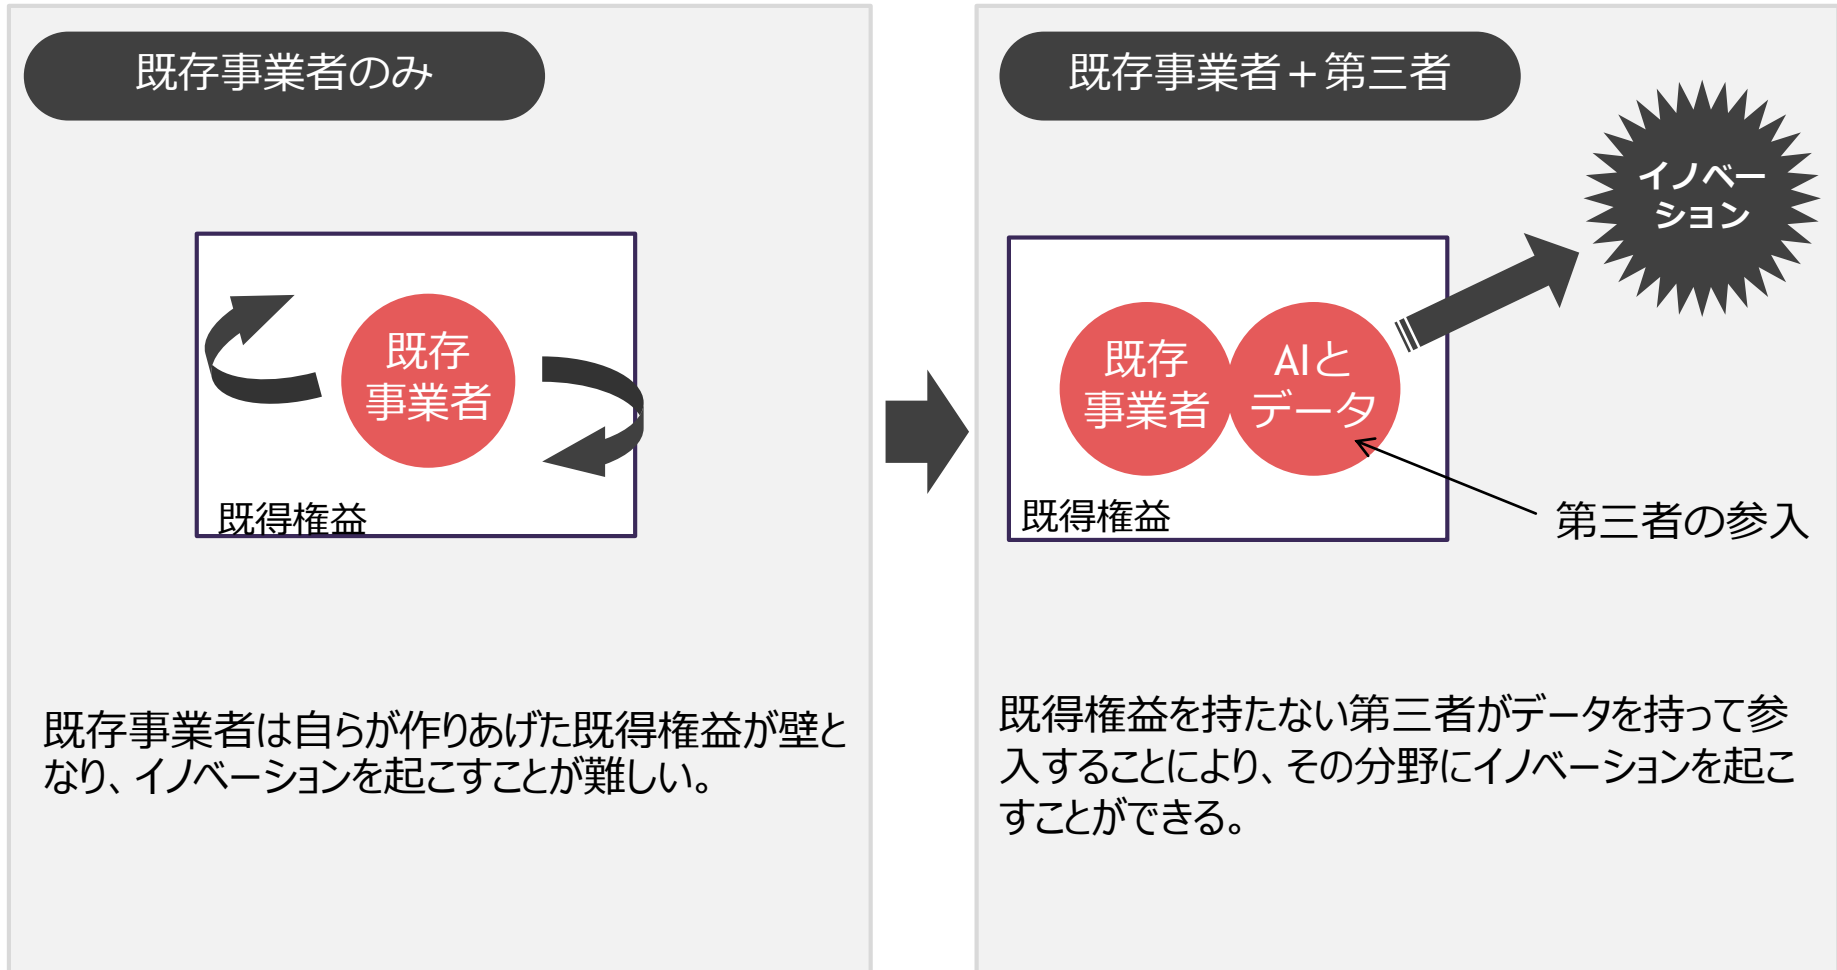 既存事業者のみ
既存
事業者
既得権益
既存事業者は自らが作りあげた既得権益が壁と
なり、イノベーションを起こすことが難しい。
既存事業者+第三者
イノベー
ション
既存
事業者
AIと
データ
既得権益
第三者の参入
既得権益を持たない第三者がデータを持って参
入することにより、その分野にイノベーションを起こ
すことができる。